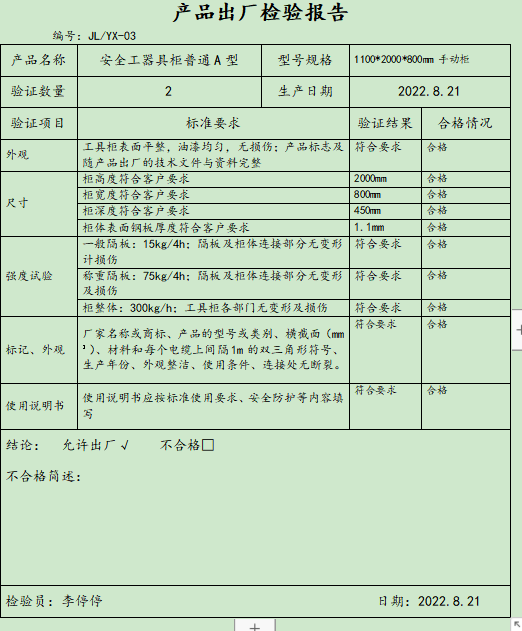 产品出厂检验报告
编号：JL/YX-03
产品名称 安全工器具柜普通A型 型号规格 1100*2000*800mm 手动柜
验证数量 2 生产日期 2022.8.21
验证项目 标准要求 验证结果 合格情况
外观 工具柜表面平整，油漆均匀，无损伤；产品标志及 符合要求 合格
随产品出厂的技术文件与资料完整
尺寸 柜高度符合客户要求 2000mm 合格
柜宽度符合客户要求 800mm 合格
柜深度符合客户要求 450mm 合格
柜体表面钢板厚度符合客户要求 1.1mm 合格
强度试验 一般隔板：15kg/4h；隔板及柜体连接部分无变形 符合要求 合格
计损伤
称重隔板：75kg/4h；隔板及柜体连接部分无变形 符合要求 合格
及损伤
柜整体：300kg/h；工具柜各部门无变形及损伤 符合要求 合格
标记、外观 厂家名称或商标、产品的型号或类别、横截面（mm 符合要求 合格
²）、材料和每个电缆上间隔1m的双三角形符号、
生产年份、外观整洁、使用条件、连接处无断裂。
使用说明书 使用说明书应按标准使用要求、安全防护等内容填 符合要求 合格
写
结论： 允许出厂√ 不合格□
不合格简述：
检验员：李停停 日期：2022.8.21